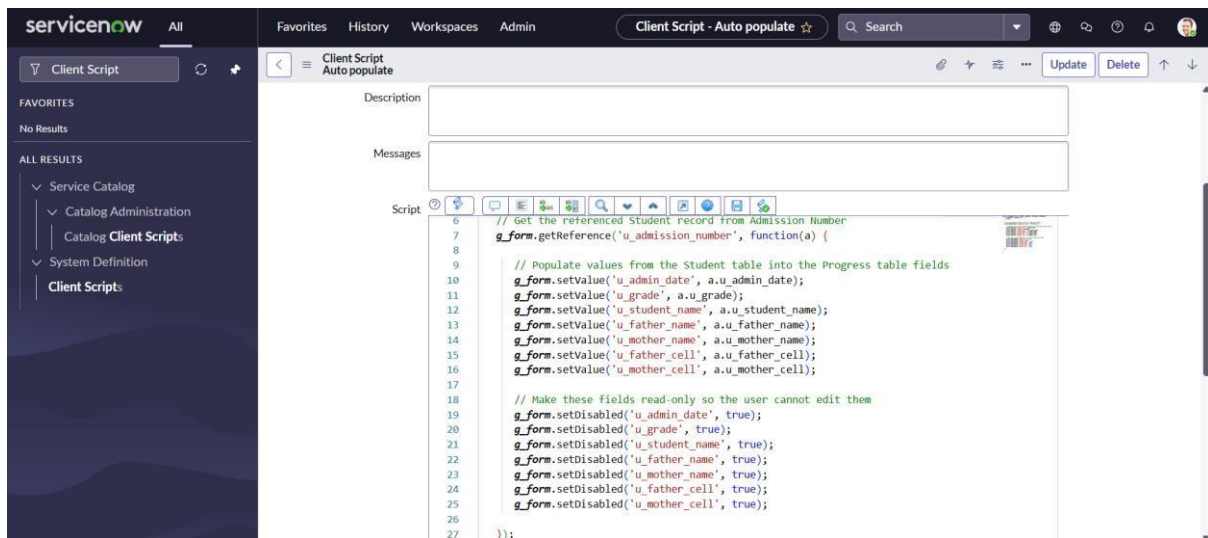 servicenow All Favorites History Workspaces Admin Client Script - Auto populate ☆ Search
Client Script
FAVORITES
No Results
ALL RESULTS
Service Catalog
Catalog Administration
Catalog Client Scripts
System Definition
Client Scripts
Client Script
Auto populate
Update Delete
Description
Messages
Script
6 // Get the referenced Student record from Admission Number
7 g_form.getReference('u_admission_number', function(a) {
8
9 // Populate values from the Student table into the Progress table fields
10 g_form.setValue('u_admin_date', a.u_admin_date);
11 g_form.setValue('u_grade', a.u_grade);
12 g_form.setValue('u_student_name', a.u_student_name);
13 g_form.setValue('u_father_name', a.u_father_name);
14 g_form.setValue('u_mother_name', a.u_mother_name);
15 g_form.setValue('u_father_cell', a.u_father_cell);
16 g_form.setValue('u_mother_cell', a.u_mother_cell);
17
18 // Make these fields read-only so the user cannot edit them
19 g_form.setDisabled('u_admin_date', true);
20 g_form.setDisabled('u_grade', true);
21 g_form.setDisabled('u_student_name', true);
22 g_form.setDisabled('u_father_name', true);
23 g_form.setDisabled('u_mother_name', true);
24 g_form.setDisabled('u_father_cell', true);
25 g_form.setDisabled('u_mother_cell', true);
26
27 });